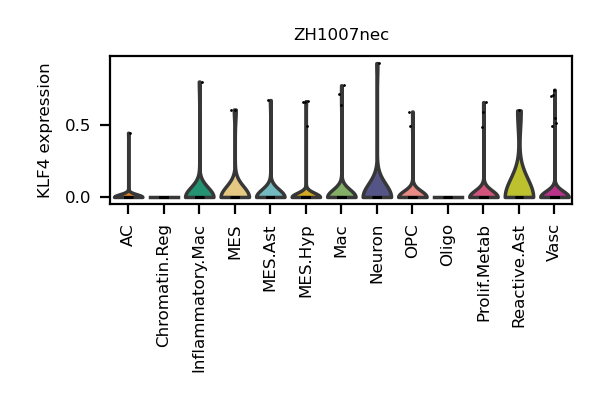 ZH1007nec
KLF4 expression
0.5
0.0
AC
Chromatin.Reg
Inflammatory.Mac
MES
MES.Ast
MES.Hyp
Mac
Neuron
OPC
Oligo
Prolif.Metab
Reactive.Ast
Vasc